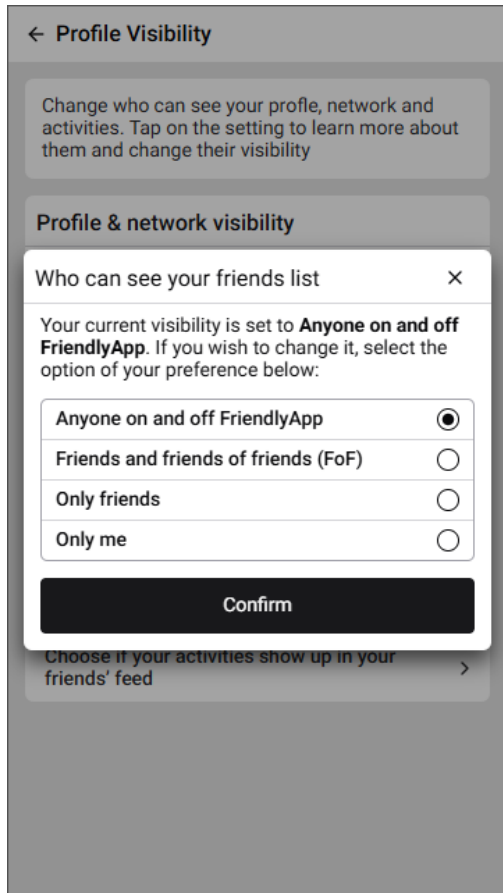 Profile Visibility
Change who can see your profle, network and
activities. Tap on the setting to learn more about
them and change their visibility
Profile & network visibility
Who can see your friends list
Your current visibility is set to Anyone on and off
FriendlyApp. If you wish to change it, select the
option of your preference below:
Anyone on and off FriendlyApp
Friends and friends of friends (FoF)
Only friends
Only me
Confirm
Choose if your activities show up in your
friends' feed